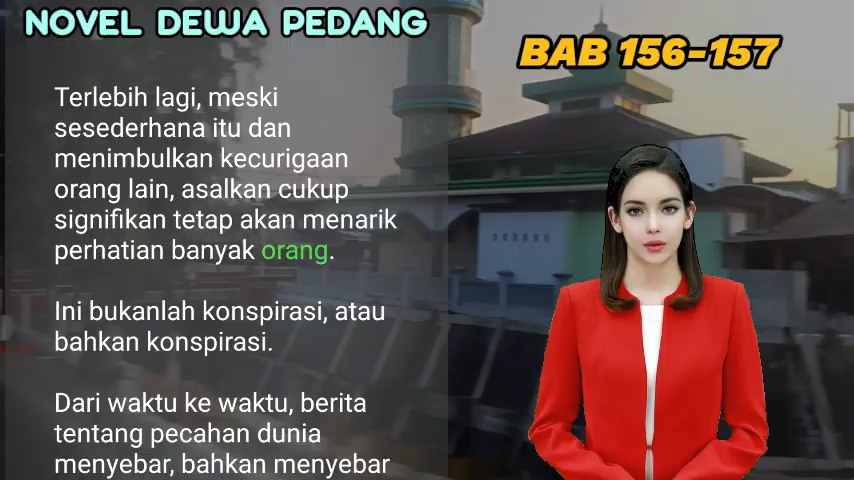 NOVEL DEWA PEDANG
BAB 156-157
Terlebih lagi, meski
sesederhana itu dan
menimbulkan kecurigaan
orang lain, asalkan cukup
signifikan tetap akan menarik
perhatian banyak orang.
Ini bukanlah konspirasi, atau
bahkan konspirasi.
Dari waktu ke waktu, berita
tentang pecahan dunia
menyebar, bahkan menyebar